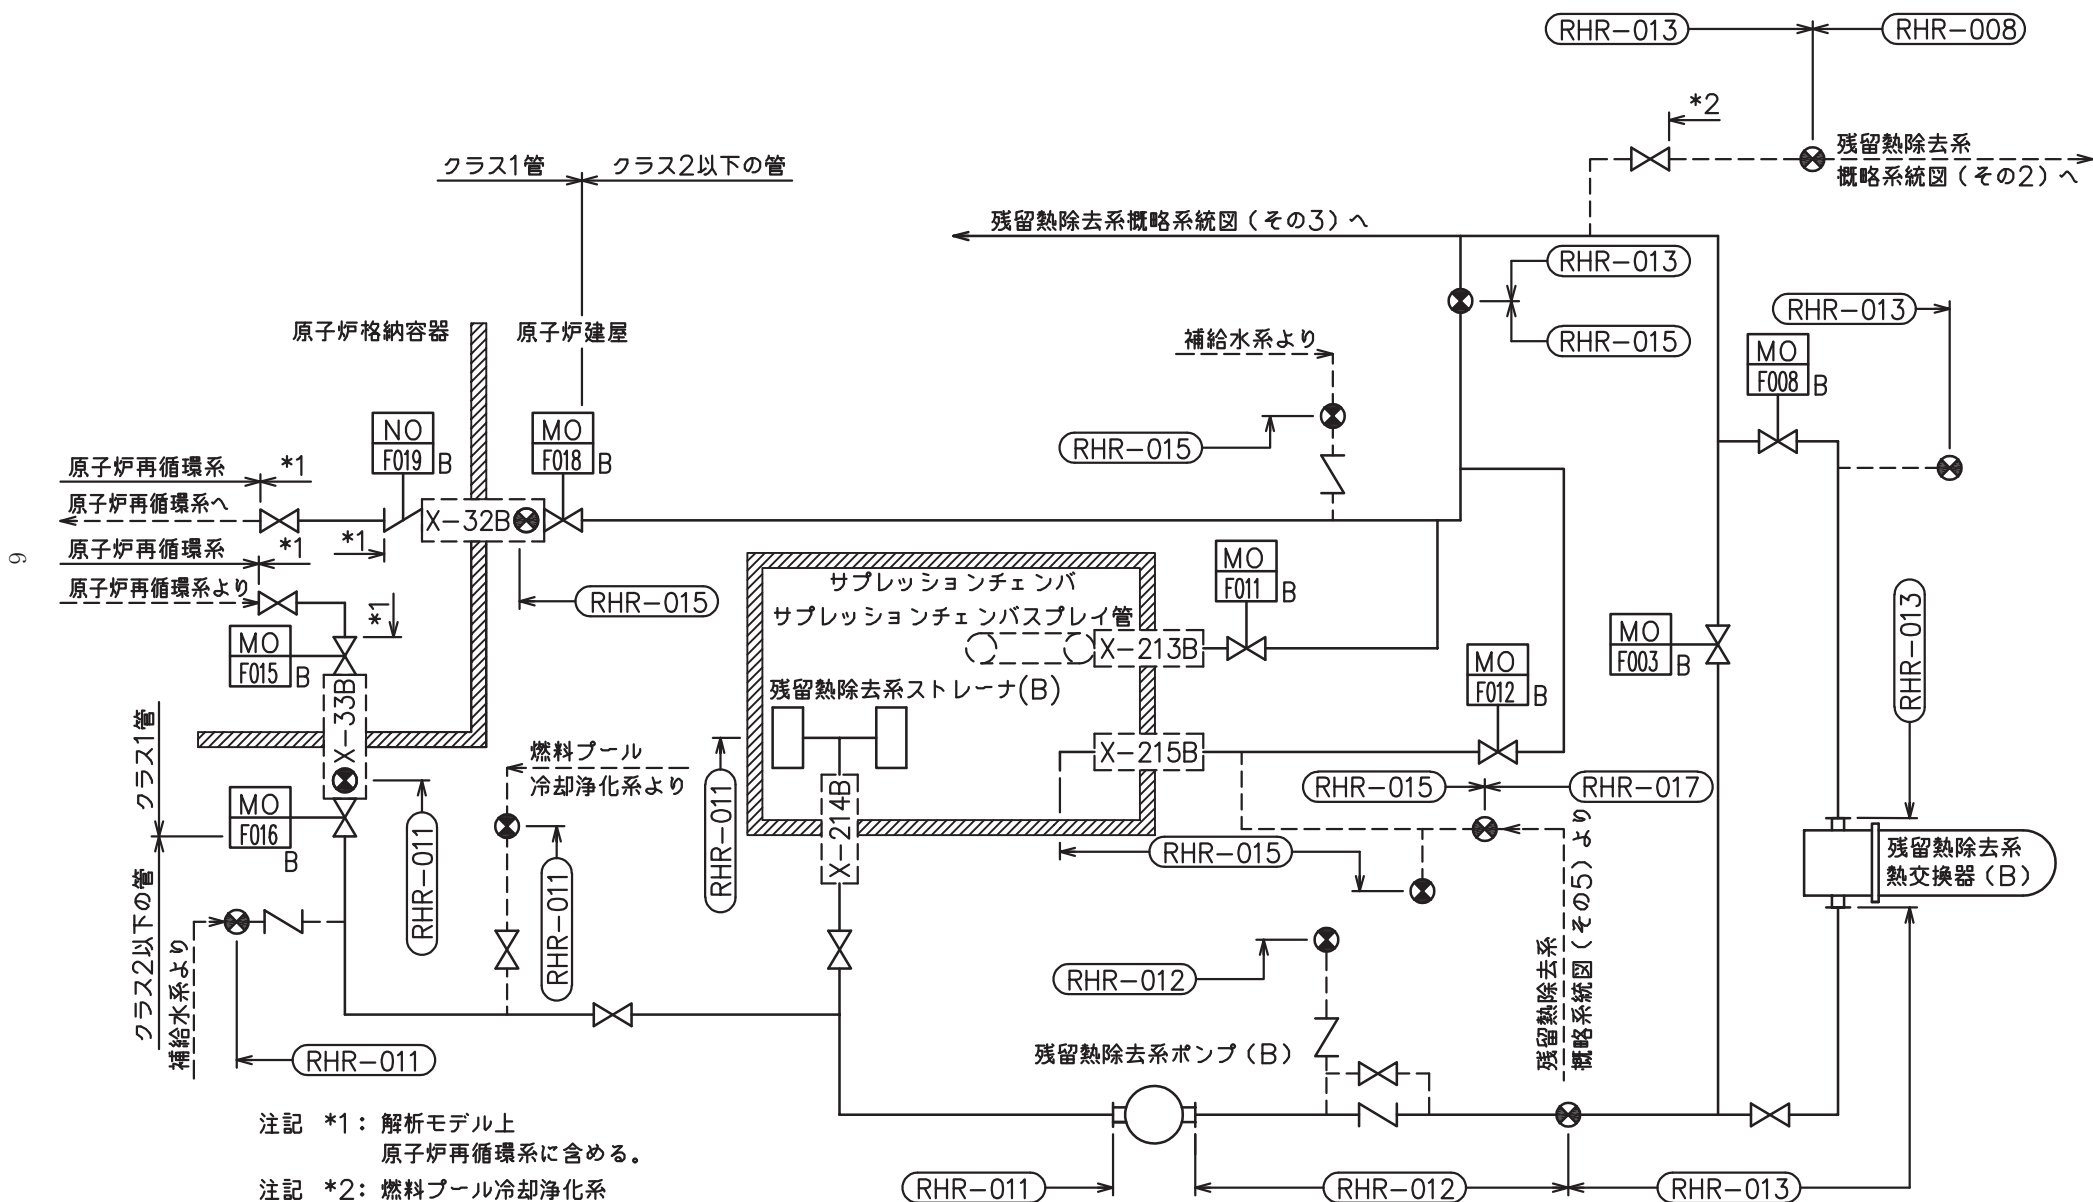 RHR-013
RHR-008
*2
残留熱除去系
概略系統図(その2)へ
クラス1管
クラス2以下の管
残留熱除去系概略系統図(その3)へ
RHR-013
RHR-015
RHR-013
原子炉格納容器
原子炉建屋
補給水系より
MO
F008
B
NO
F019
B
MO
F018
B
RHR-015
原子炉再循環系
*1
原子炉再循環系へ
X-32B
*1
原子炉再循環系
*1
原子炉再循環系より
RHR-015
*1
MO
F015
B
サプレッションチェンバ
サプレッションチェンバスプレイ管
MO
F011
B
X-213B
MO
F003
B
MO
F012
B
RHR-013
X-33B
残留熱除去系ストレーナ(B)
クラス1管
クラス2以下の管
燃料プール
冷却浄化系より
X-215B
RHR-015
RHR-017
MO
F016
B
RHR-011
RHR-011
RHR-011
X-214B
RHR-015
残留熱除去系
熱交換器(B)
補給水系より
残留熱除去系
概略系統図(その5)より
RHR-012
RHR-011
残留熱除去系ポンプ(B)
注記 *1: 解析モデル上
原子炉再循環系に含める。
注記 *2: 燃料プール冷却浄化系
RHR-011
RHR-012
RHR-013
9